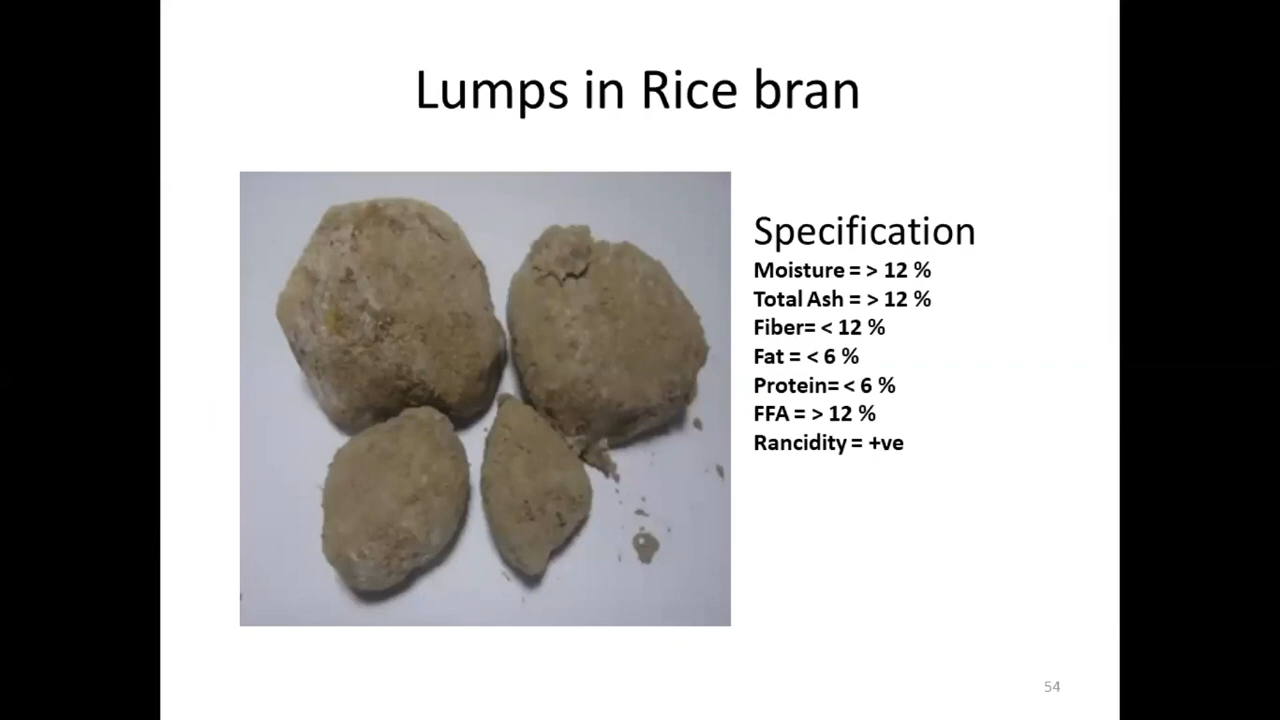 Lumps in Rice bran
Specification
Moisture = > 12 %
Total Ash = > 12 %
Fiber= < 12 %
Fat = < 6 %
Protein= < 6 %
FFA = > 12 %
Rancidity = +ve
54